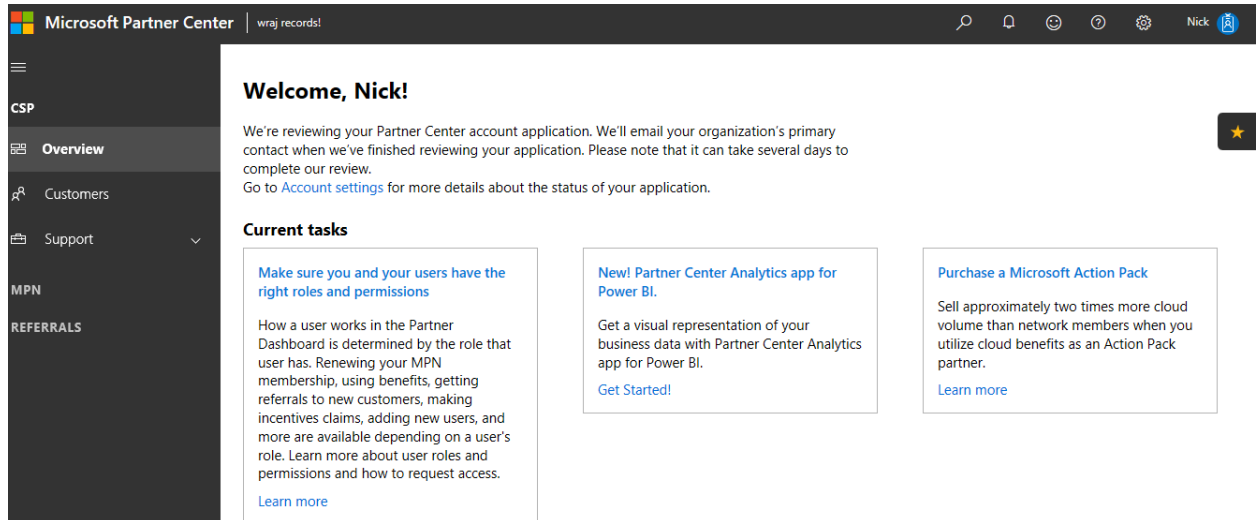 Microsoft Partner Center
wraj records!
Nick
CSP
Overview
Customers
Support
MPN
REFERRALS
Welcome, Nick!
We're reviewing your Partner Center account application. We'll email your organization's primary
contact when we've finished reviewing your application. Please note that it can take several days to
complete our review.
Go to Account settings for more details about the status of your application.
Current tasks
Make sure you and your users have the
right roles and permissions
How a user works in the Partner
Dashboard is determined by the role that
user has. Renewing your MPN
membership, using benefits, getting
referrals to new customers, making
incentives claims, adding new users, and
more are available depending on a user's
role. Learn more about user roles and
permissions and how to request access.
Learn more
New! Partner Center Analytics app for
Power BI.
Get a visual representation of your
business data with Partner Center Analytics
app for Power BI.
Get Started!
Purchase a Microsoft Action Pack
Sell approximately two times more cloud
volume than network members when you
utilize cloud benefits as an Action Pack
partner.
Learn more